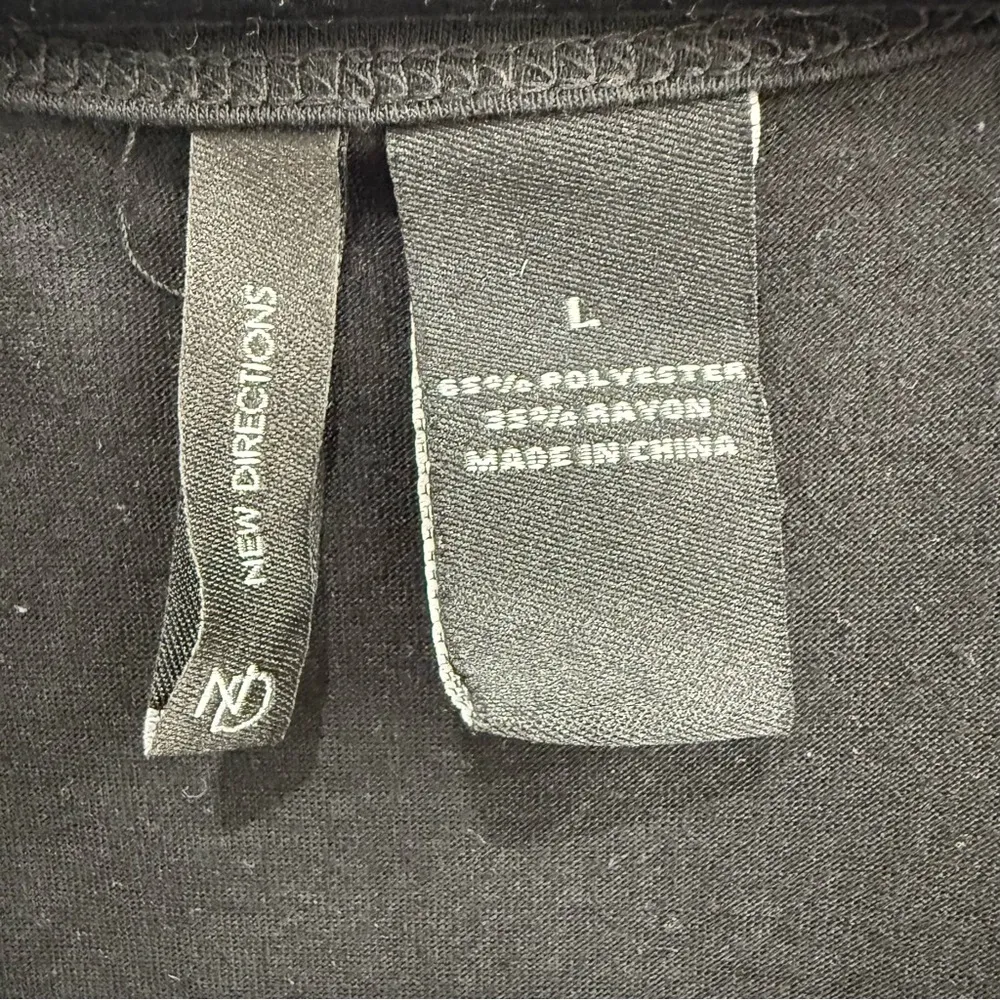 NEW DIRECTIONS
ND
L
65% POLYESTER
35% RAYON
MADE IN CHINA